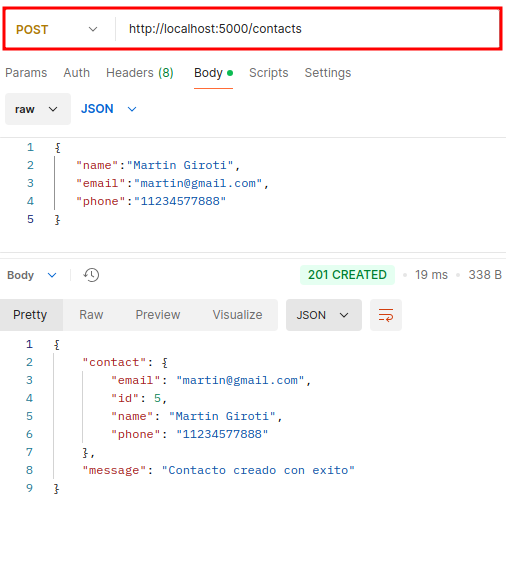 POST http://localhost:5000/contacts
Params Auth Headers (8) Body Scripts Settings
raw JSON
1 {
2 "name":"Martin Giroti",
3 "email":"martin@gmail.com",
4 "phone":"11234577888"
5 }
Body 201 CREATED 19 ms 338 B
Pretty Raw Preview Visualize JSON
1 {
2 "contact": {
3 "email": "martin@gmail.com",
4 "id": 5,
5 "name": "Martin Giroti",
6 "phone": "11234577888"
7 },
8 "message": "Contacto creado con exito"
9 }